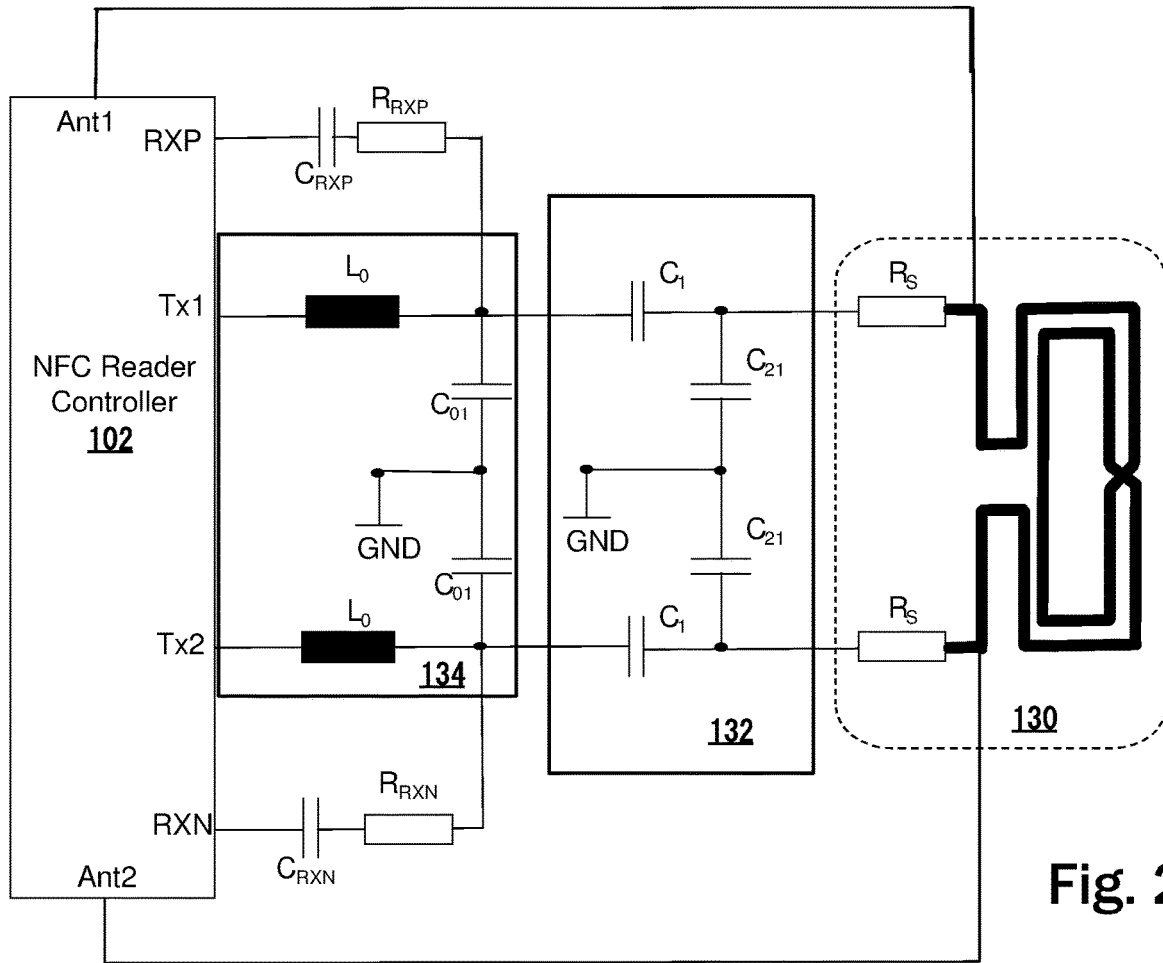 Ant1
RXP
R_RXP
C_RXP
L₀
Tx1
C₁
R_S
NFC Reader
Controller
102
C₀₁
C₂₁
GND
GND
C₀₁
C₂₁
L₀
C₁
R_S
Tx2
134
132
130
R_RXN
RXN
C_RXN
Ant2
Fig. 2